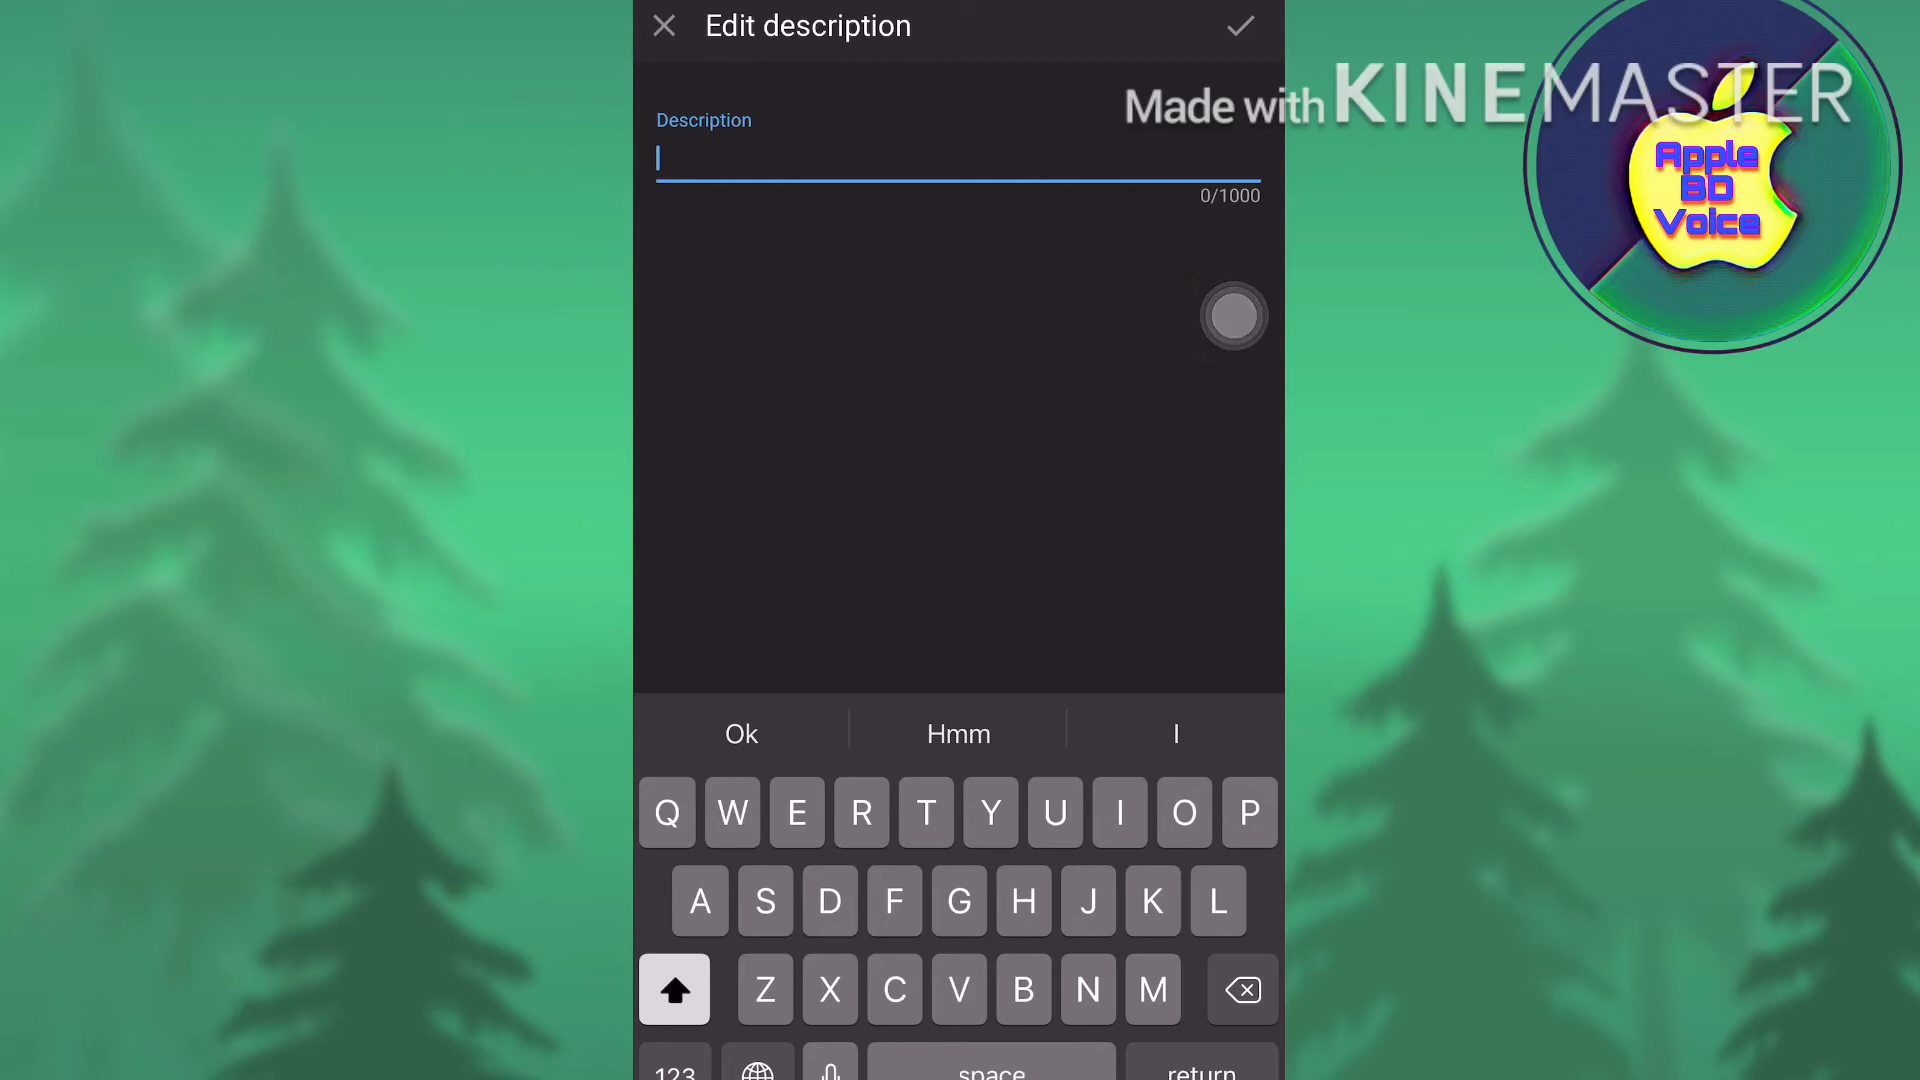 Edit description
Made with KINEMASTER
Description
0/1000
Apple
BD
Voice
Ok Hmm I
Q W E R T Y U I O P
A S D F G H J K L
Z X C V B N M
123 space return